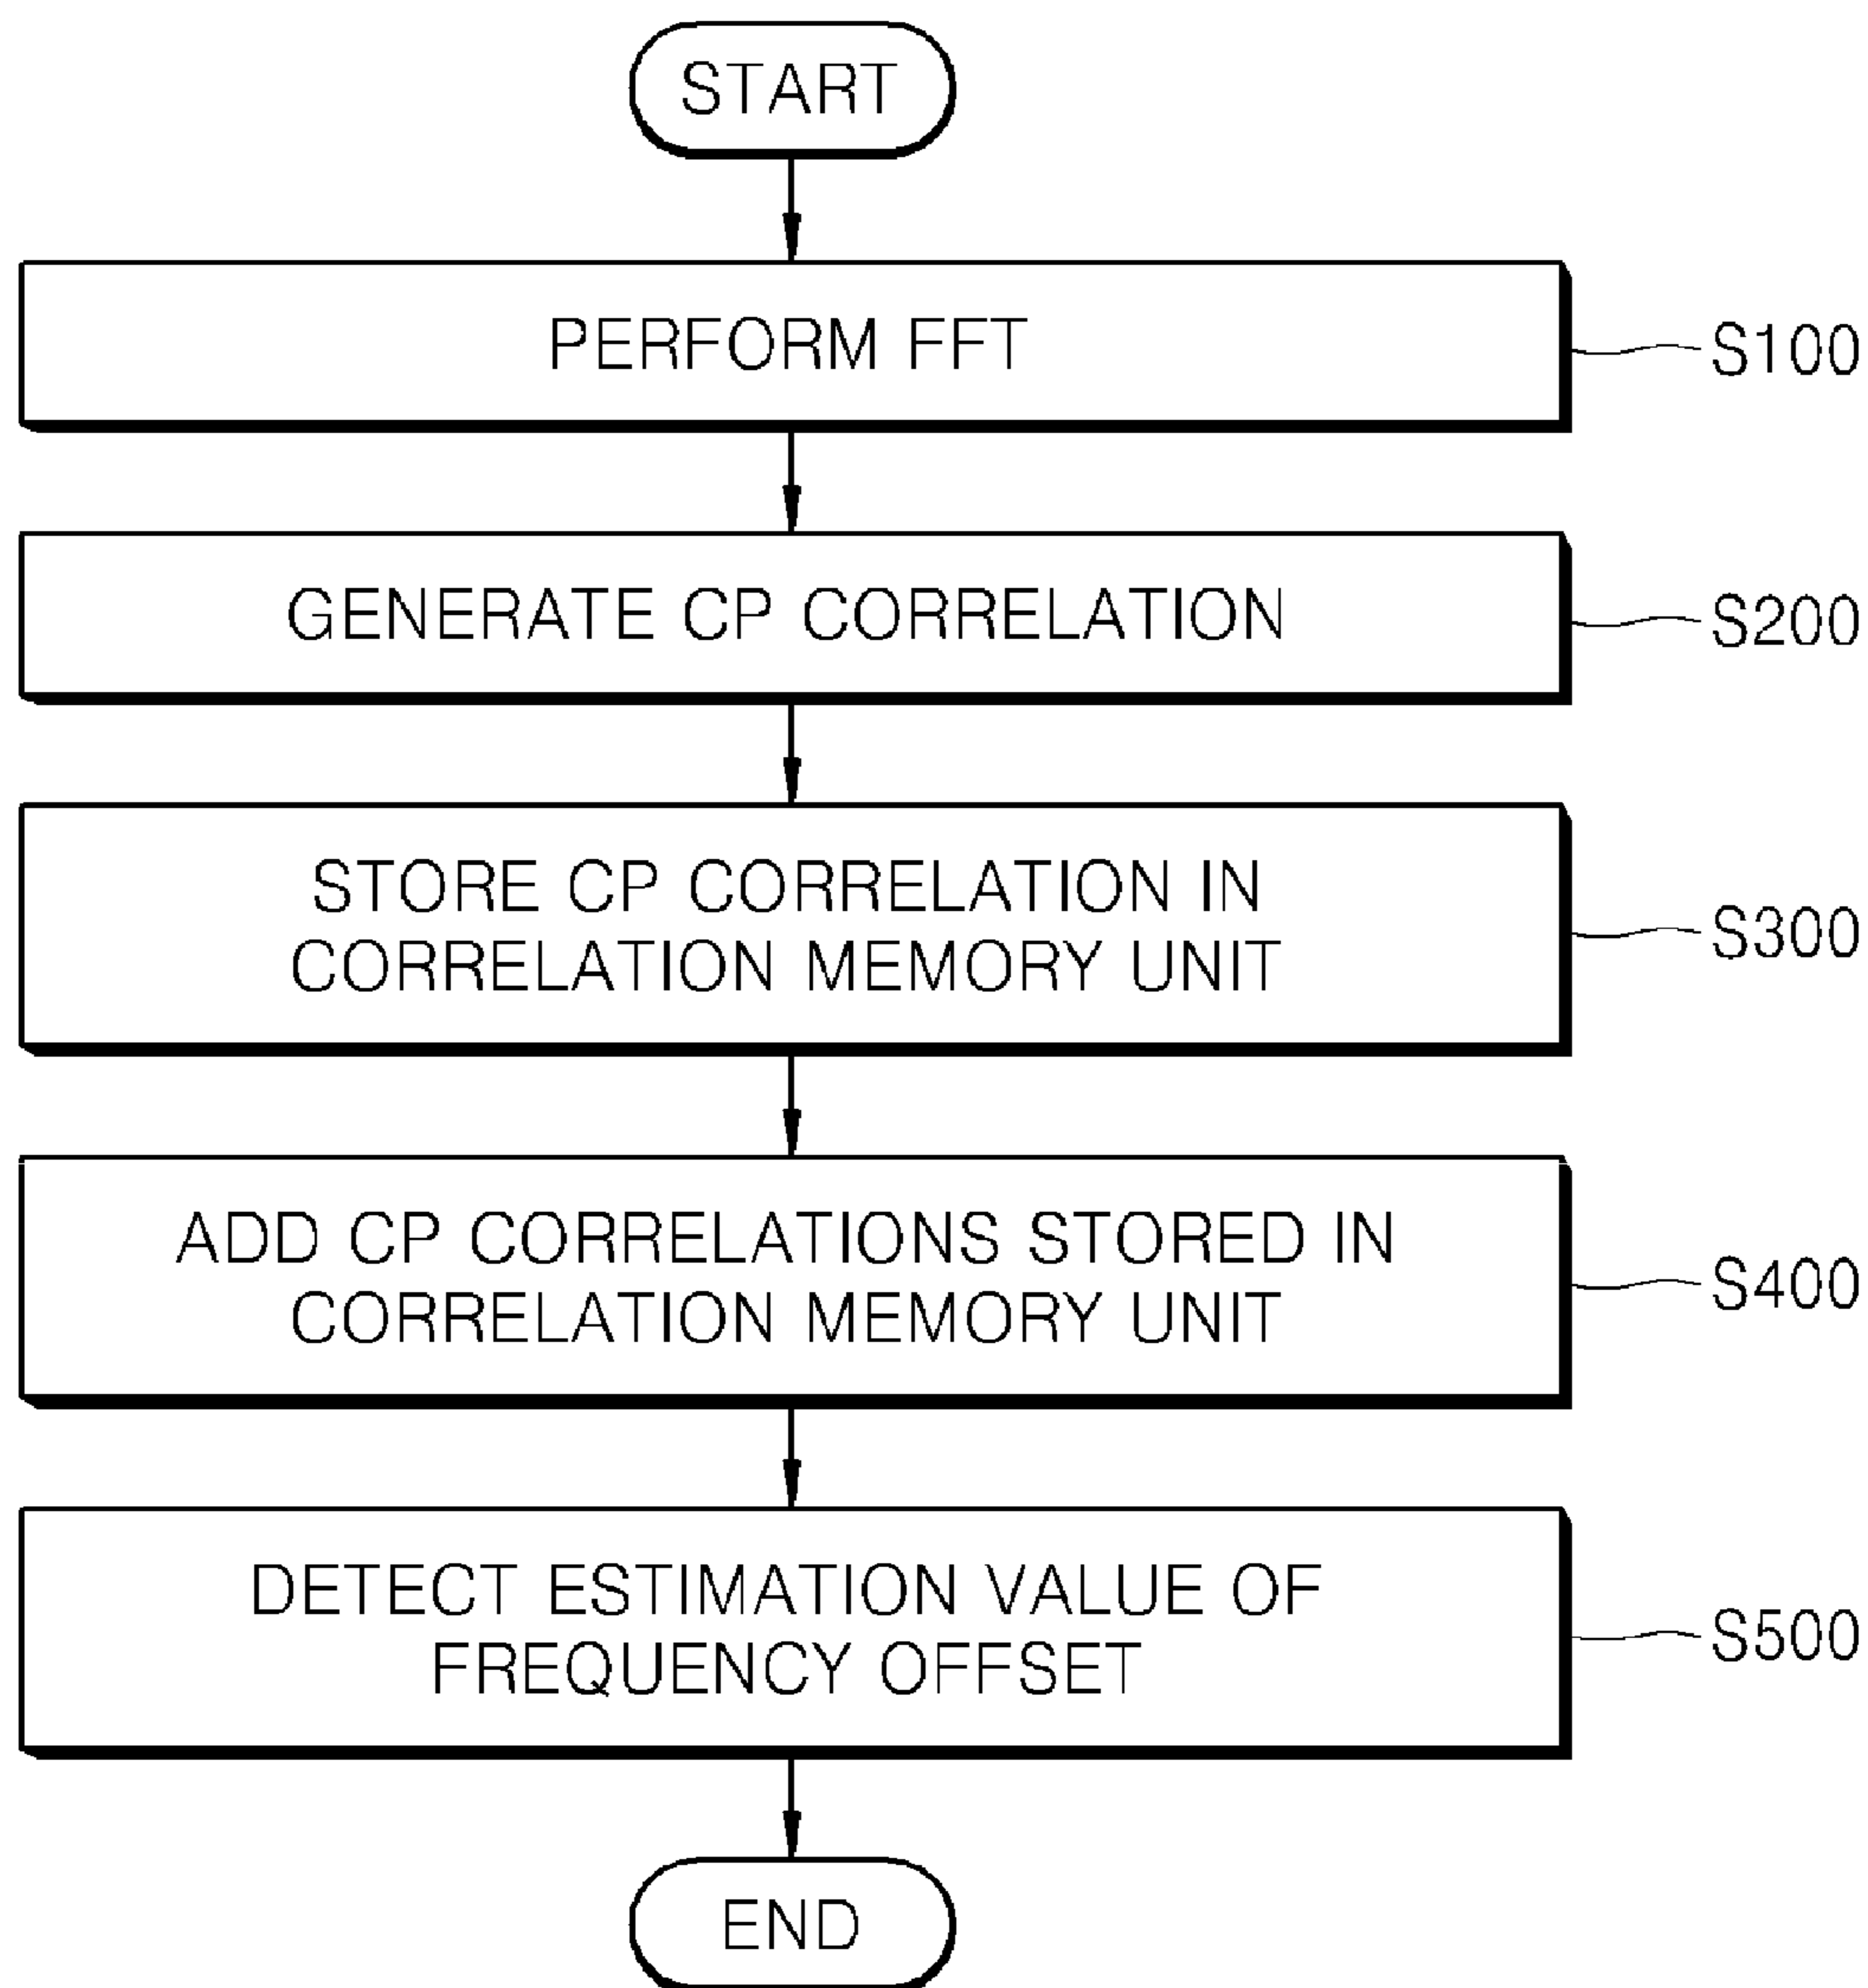 START
PERFORM FFT
S100
GENERATE CP CORRELATION
S200
STORE CP CORRELATION IN
CORRELATION MEMORY UNIT
S300
ADD CP CORRELATIONS STORED IN
CORRELATION MEMORY UNIT
S400
DETECT ESTIMATION VALUE OF
FREQUENCY OFFSET
S500
END